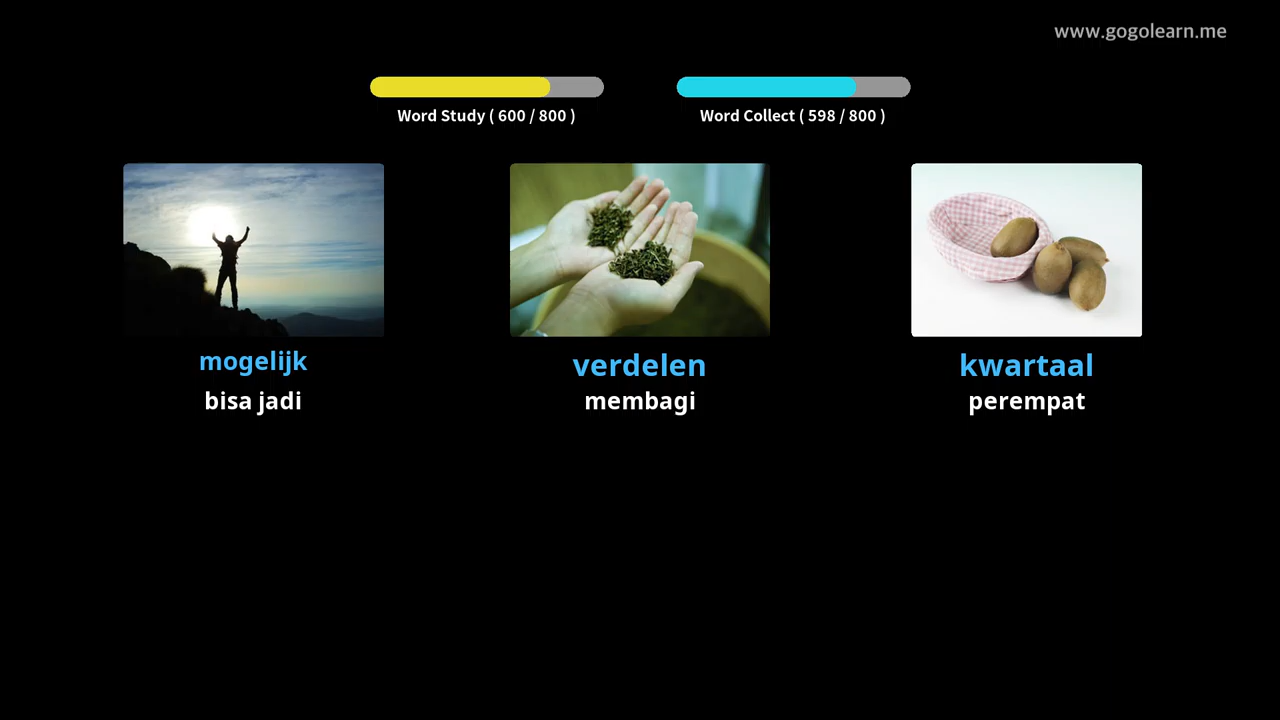 www.gogolearn.me
Word Study ( 600 / 800 )
Word Collect ( 598 / 800 )
mogelijk
bisa jadi
verdelen
membagi
kwartaal
perempat